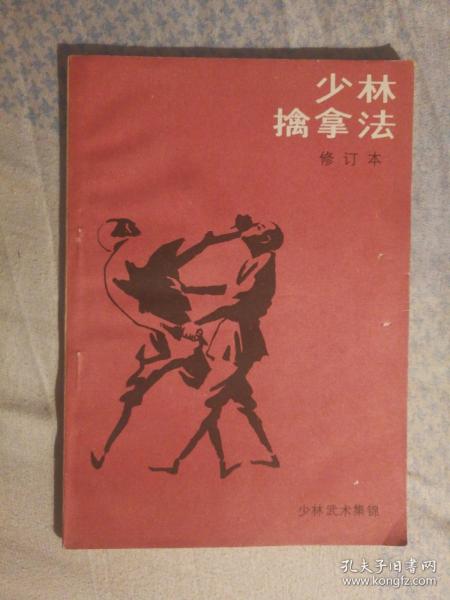 少林
擒拿法
修订本
少林武术集锦
孔夫子旧书网
www.kongfz.com